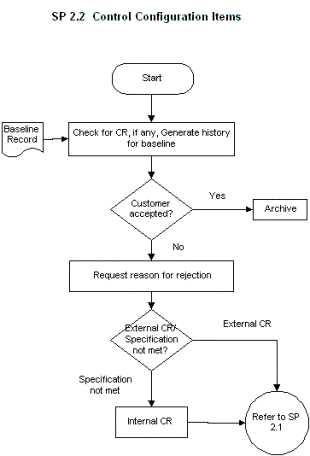 SP 2.2 Control Configuration Items
Start
Baseline
Record
Check for CR, if any, Generate history
for baseline
Customer
accepted?
Yes
Archive
No
Request reason for rejection
External CR/
Specification
not met?
External CR
Specification
not met
Internal CR
Refer to SP
2.1